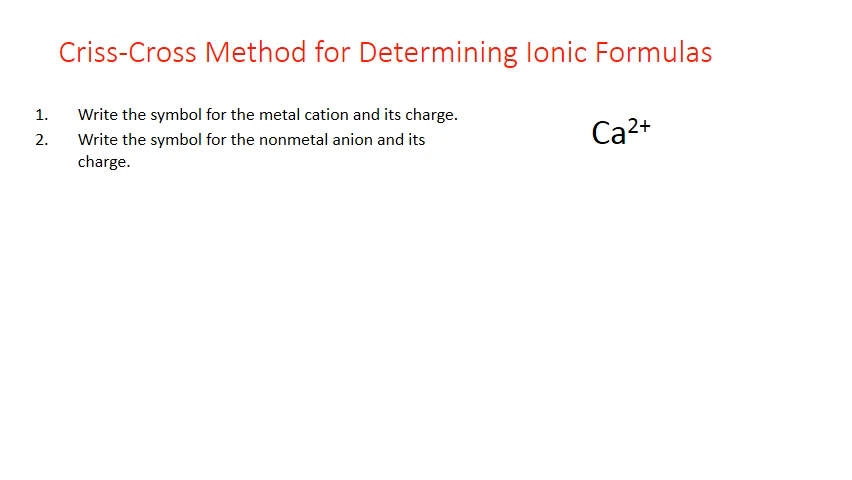 Criss-Cross Method for Determining Ionic Formulas
1. Write the symbol for the metal cation and its charge.
2. Write the symbol for the nonmetal anion and its
charge.
Ca²⁺